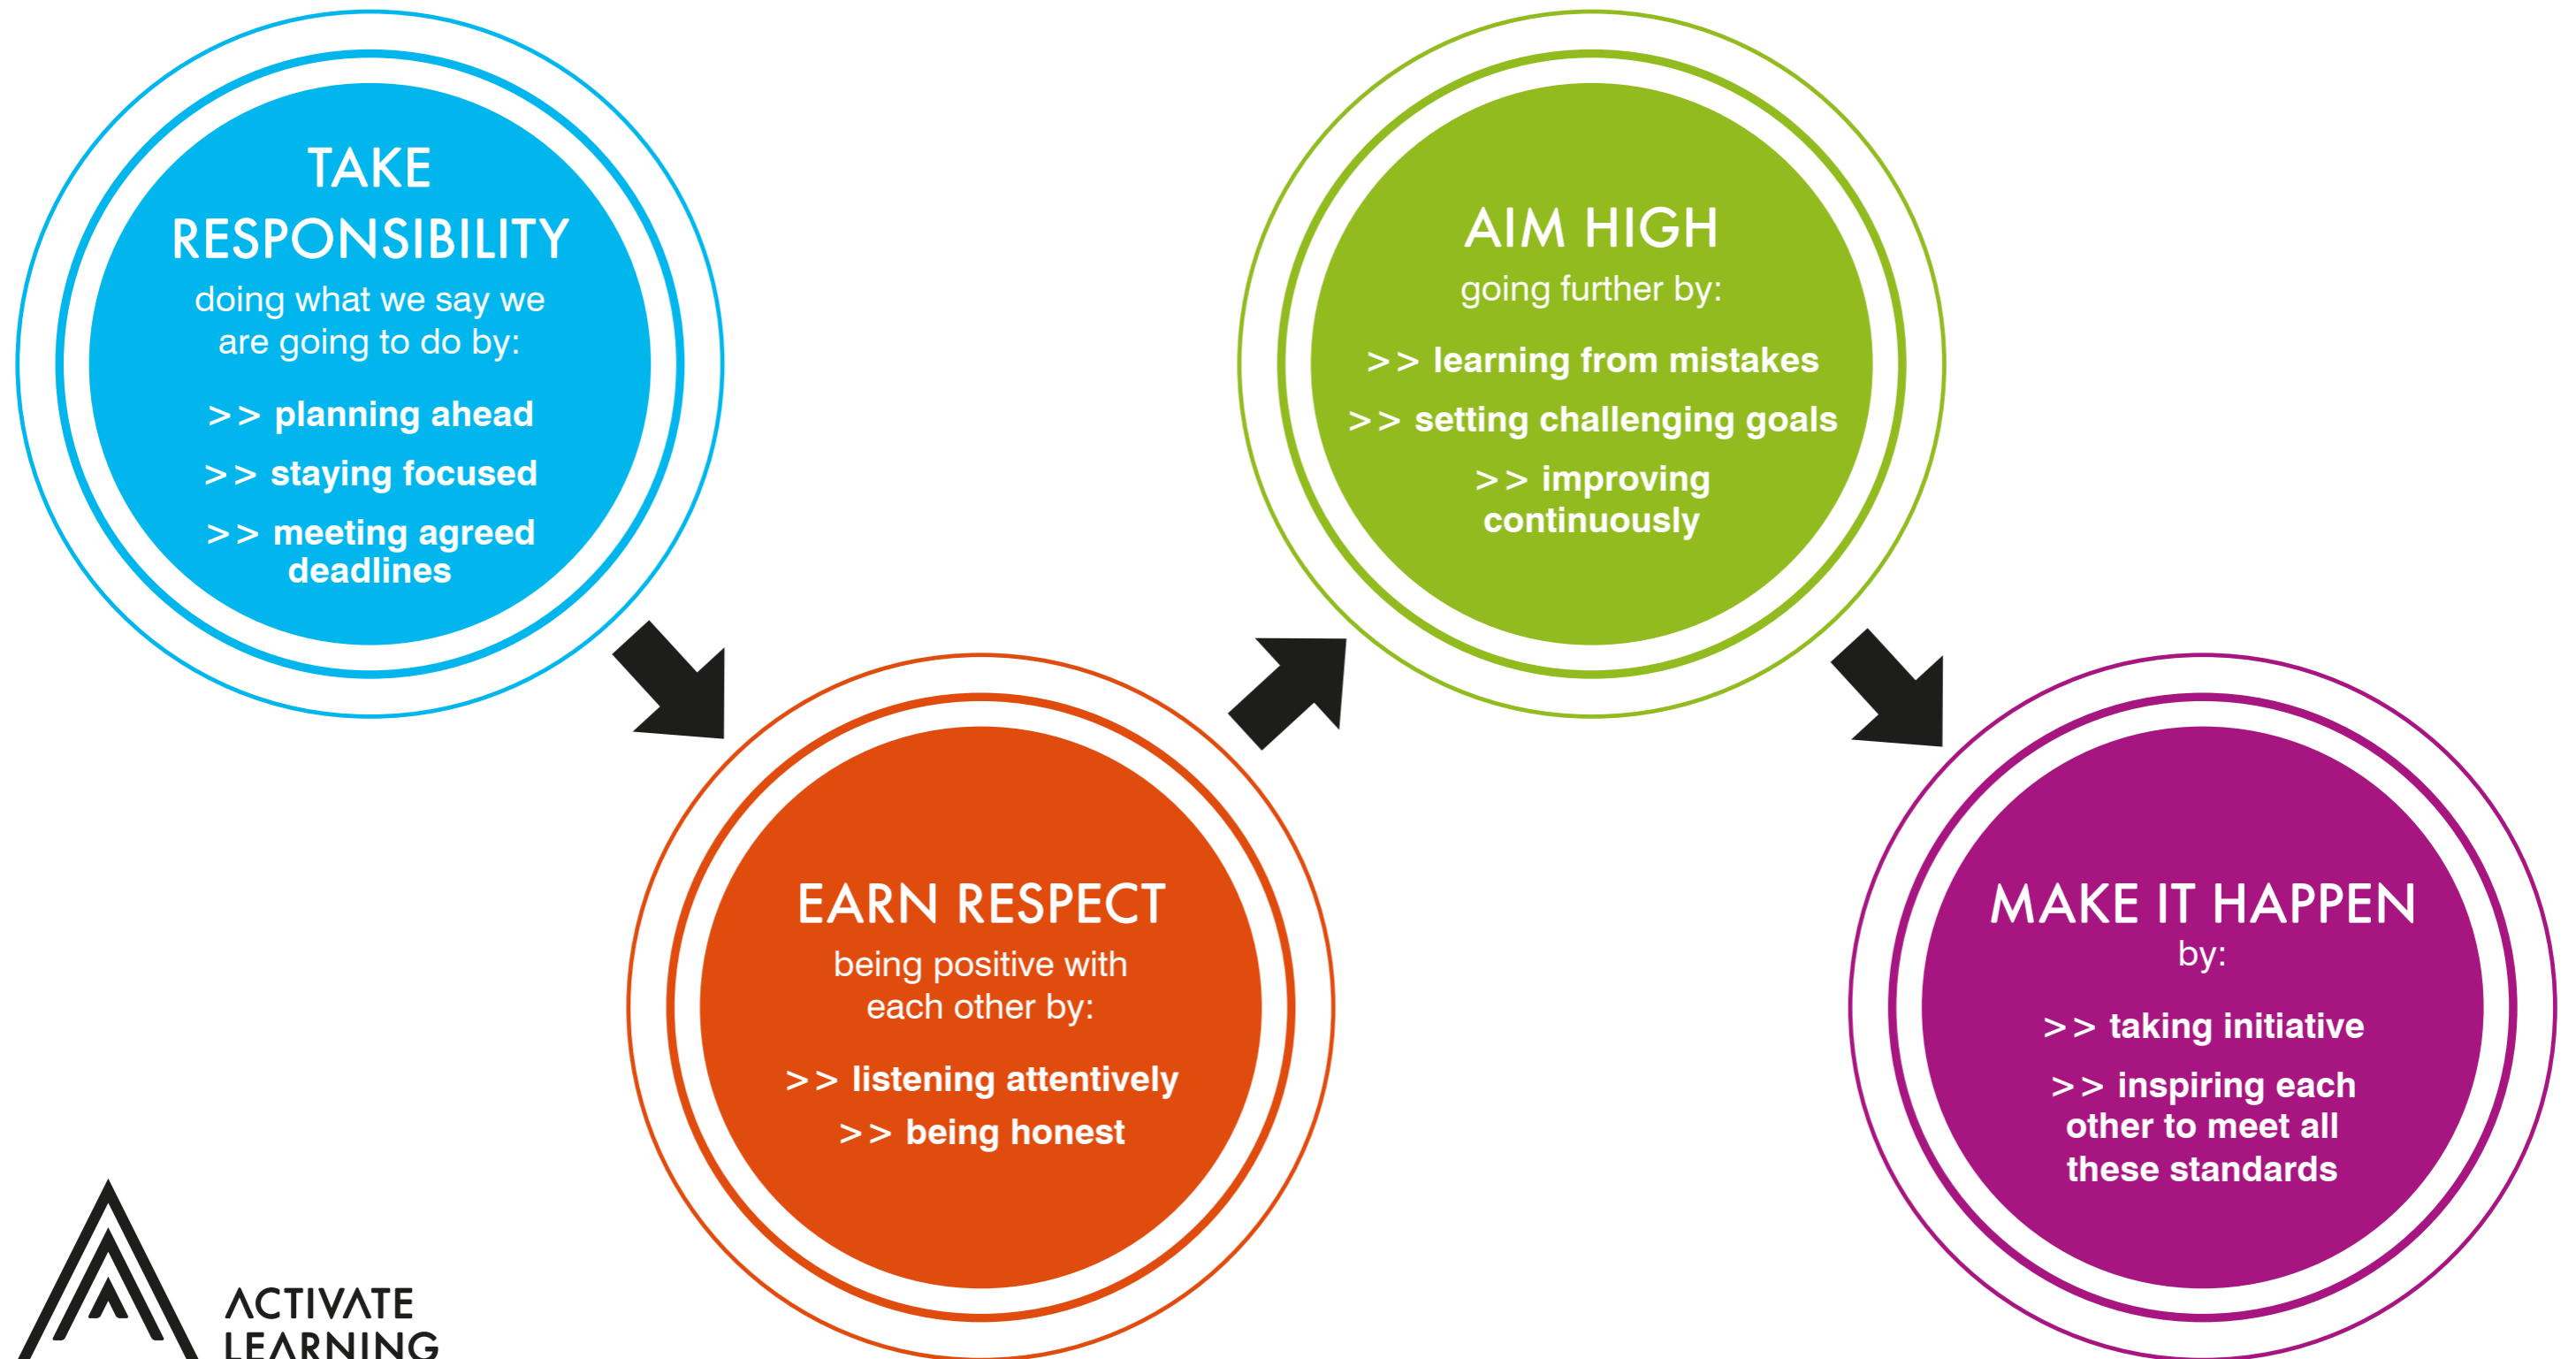 TAKE
RESPONSIBILITY
doing what we say we
are going to do by:
>> planning ahead
>> staying focused
>> meeting agreed
deadlines
EARN RESPECT
being positive with
each other by:
>> listening attentively
>> being honest
AIM HIGH
going further by:
>> learning from mistakes
>> setting challenging goals
>> improving
continuously
MAKE IT HAPPEN
by:
>> taking initiative
>> inspiring each
other to meet all
these standards
ACTIVATE
LEARNING